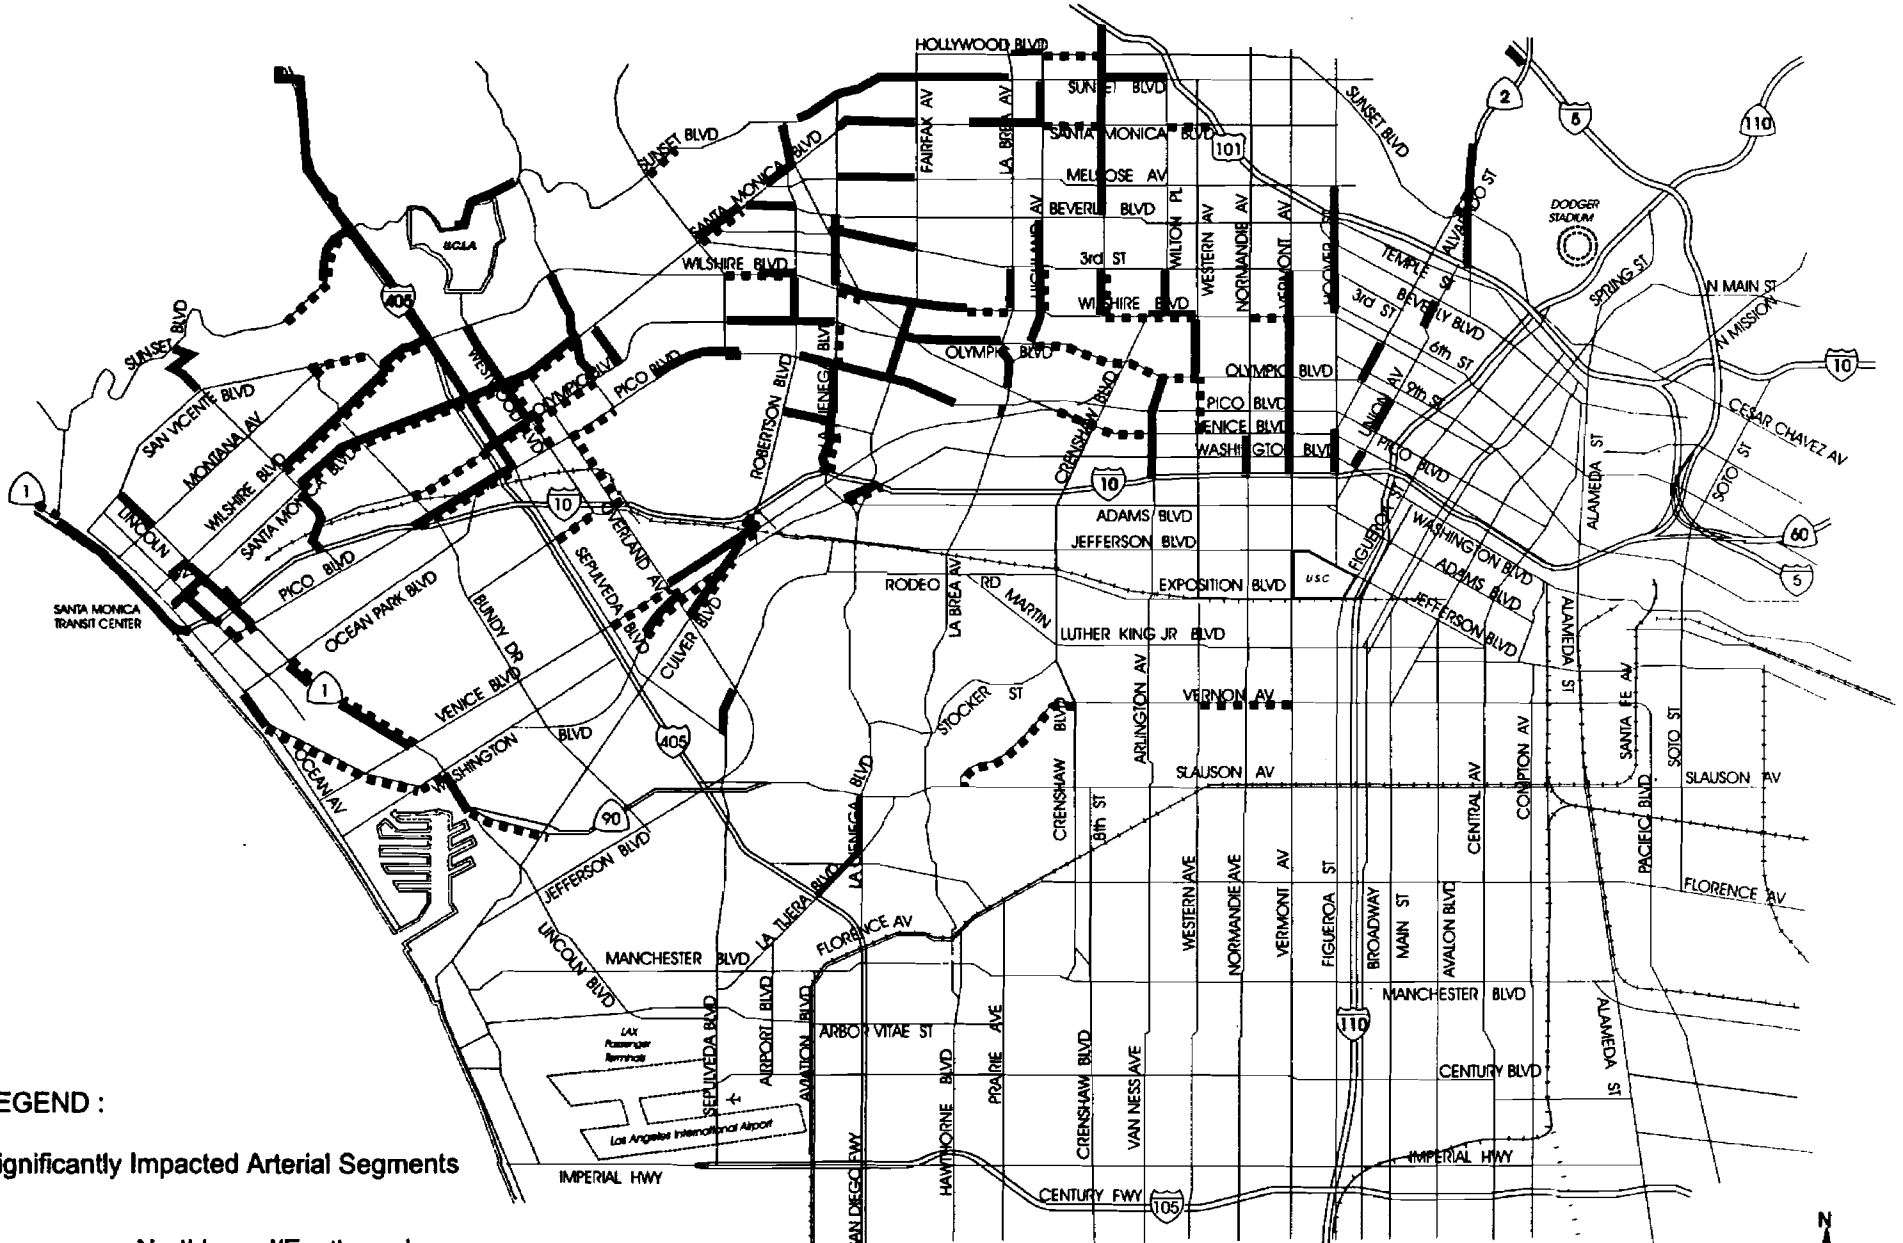 HOLLYWOOD BLVD
SUNSET BLVD
SUNSET BLVD
2
5
110
FAIRFAX AV
LA BREA AV
SUNSET BLVD
SANTA MONICA BLVD
SANTA MONICA BLVD
101
MELROSE AV
BEVERLY BLVD
WILTON PL
WESTERN AV
NORMANDIE AV
VERMONT AV
HOOVER ST
ALVARADO ST
DODGER
STADIUM
U.C.L.A.
HIGHLAND AV
WILSHIRE BLVD
3rd ST
TEMPLE ST
SPRING ST
N MAIN ST
405
WILSHIRE BLVD
3rd ST
BEVERLY BLVD
N MISSION
SUNSET BLVD
SUNSET BLVD
WESTWOOD BLVD
OLYMPIC BLVD
PICO BLVD
ROBERTSON BLVD
LA CIENEGA BLVD
OLYMPIC BLVD
CRENSHAW BLVD
OLYMPIC BLVD
6th ST
10
SAN VICENTE BLVD
MONTANA AV
PICO BLVD
UNION AV
9th ST
CESAR CHAVEZ AV
VENICE BLVD
WASHINGTON BLVD
PICO BLVD
ALAMEDA ST
SOTO ST
WILSHIRE BLVD
SANTA MONICA BLVD
1
10
10
LINCOLN
OVERLAND AV
ADAMS BLVD
FIGUEROA ST
WASHINGTON BLVD
60
PICO BLVD
SEPULVEDA BLVD
JEFFERSON BLVD
ADAMS BLVD
5
SANTA MONICA
TRANSIT CENTER
OCEAN PARK BLVD
BUNDY DR
CULVER BLVD
RODEO RD
LA BREA AV
MARTIN
LUTHER KING JR BLVD
EXPOSITION BLVD
U.S.C
JEFFERSON BLVD
ALAMEDA ST
1
VENICE BLVD
STOCKER ST
CRENSHAW BLVD
ARLINGTON AV
VERNON AV
SANTA FE AV
SOTO ST
OCEAN AV
WASHINGTON BLVD
405
SLAUSON AV
COMPTON AV
SLAUSON AV
90
LA CIENEGA BLVD
8th ST
CENTRAL AV
PACIFIC BLVD
JEFFERSON BLVD
LA TIJERA BLVD
FLORENCE AV
WESTERN AVE
NORMANDIE AVE
VERMONT AV
FIGUEROA ST
BROADWAY
MAIN ST
AVALON BLVD
FLORENCE AV
LINCOLN BLVD
MANCHESTER BLVD
MANCHESTER BLVD
LAX
Passenger
Terminals
SEPULVEDA BLVD
AIRPORT BLVD
AVIATION BLVD
ARBOR VITAE ST
PRAIRIE AVE
110
ALAMEDA ST
HAWTHORNE BLVD
CRENSHAW BLVD
VAN NESS AVE
CENTURY BLVD
Los Angeles International Airport
EGEND :
ignificantly Impacted Arterial Segments
IMPERIAL HWY
SAN DIEGO FWY
IMPERIAL HWY
CENTURY FWY
105
N